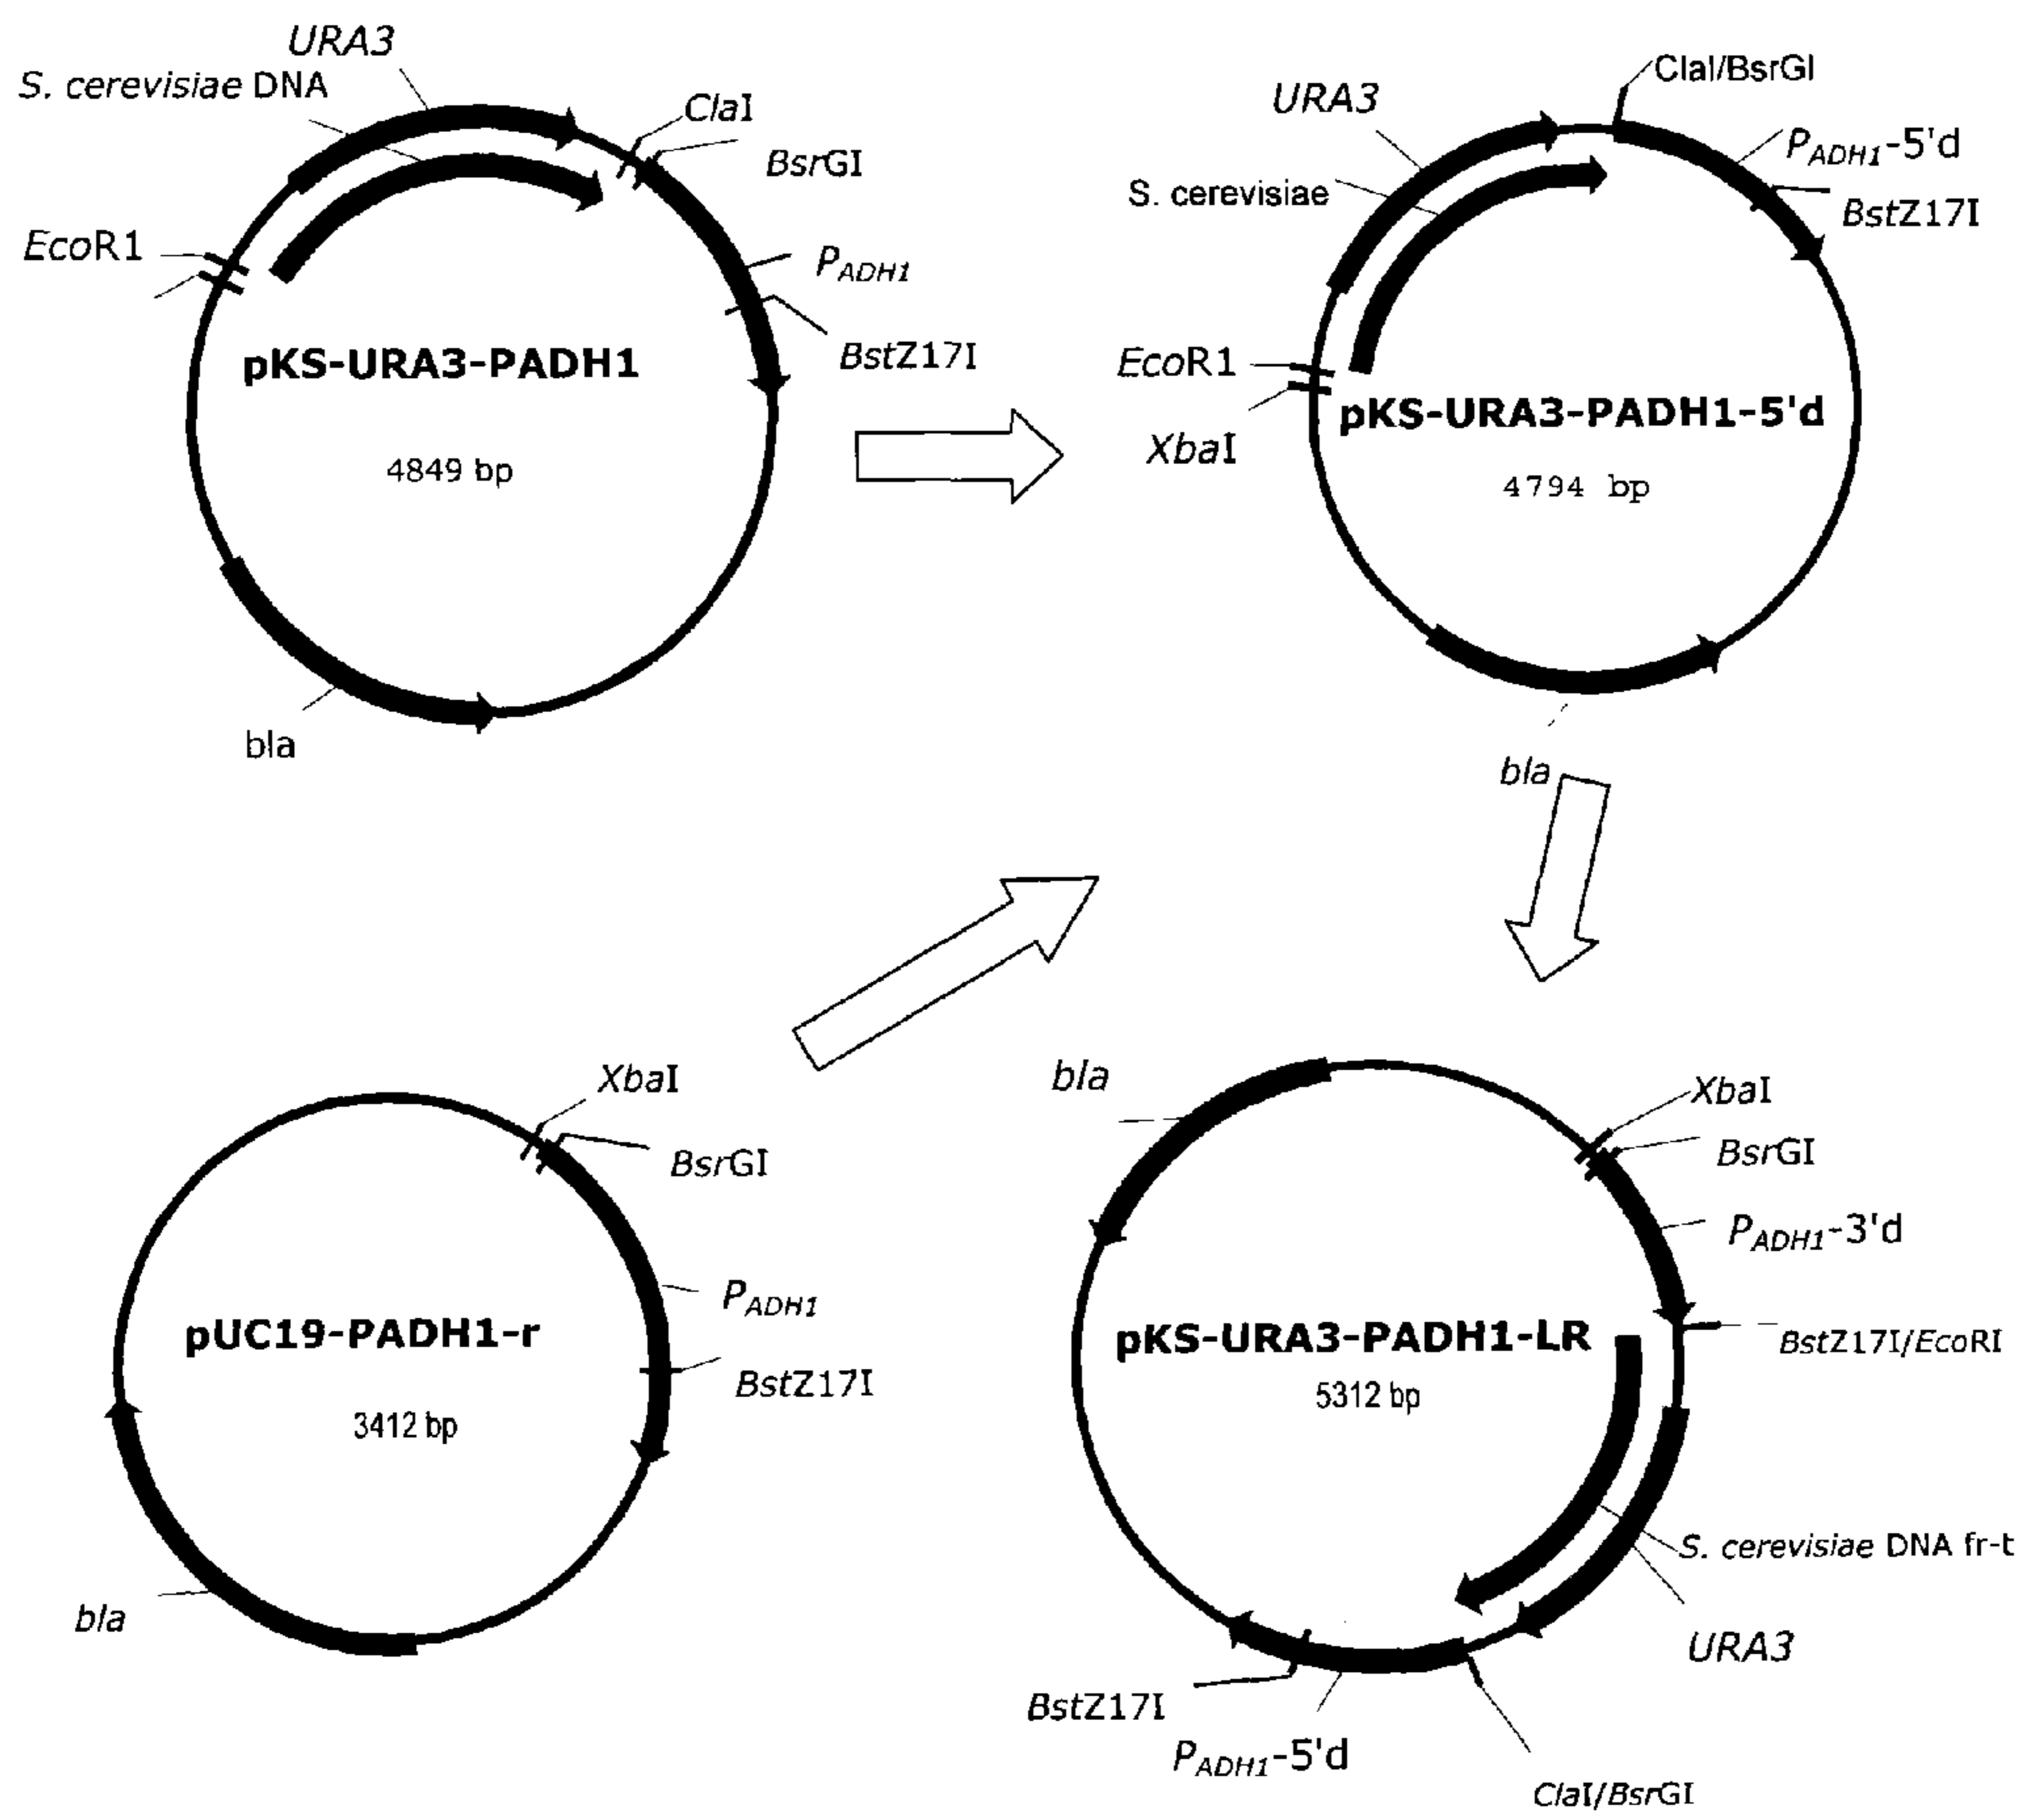 URA3
S. cerevisiae DNA
ClaI
BsrGI
EcoR1
PADH1
BstZ17I
pKS-URA3-PADH1
4849 bp
bla
ClaI/BsrGI
URA3
PADH1-5'd
S. cerevisiae
BstZ17I
EcoR1
XbaI
pKS-URA3-PADH1-5'd
4794 bp
bla
XbaI
BsrGI
PADH1
pUC19-PADH1-r
BstZ17I
3412 bp
bla
bla
XbaI
BsrGI
PADH1-3'd
pKS-URA3-PADH1-LR
BstZ17I/EcoRI
5312 bp
S. cerevisiae DNA fr-t
URA3
BstZ17I
PADH1-5'd
ClaI/BsrGI